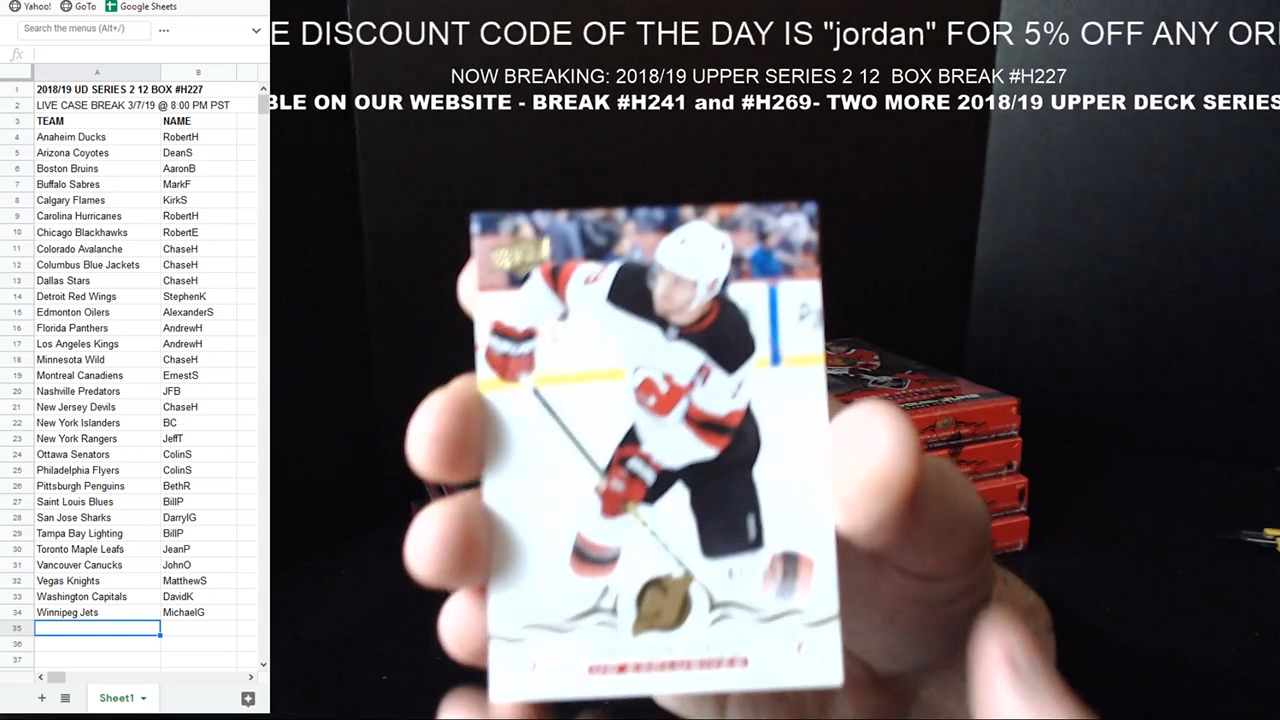 Yahoo! GoTo Google Sheets
Search the menus (Alt+/)
fx
A B
1 2018/19 UD SERIES 2 12 BOX #H227
2 LIVE CASE BREAK 3/7/19 @ 8:00 PM PST
3 TEAM NAME
4 Anaheim Ducks RobertH
5 Arizona Coyotes DeanS
6 Boston Bruins AaronB
7 Buffalo Sabres MarkF
8 Calgary Flames KirkS
9 Carolina Hurricanes RobertH
10 Chicago Blackhawks RobertE
11 Colorado Avalanche ChaseH
12 Columbus Blue Jackets ChaseH
13 Dallas Stars ChaseH
14 Detroit Red Wings StephenK
15 Edmonton Oilers AlexanderS
16 Florida Panthers AndrewH
17 Los Angeles Kings AndrewH
18 Minnesota Wild ChaseH
19 Montreal Canadiens ErnestS
20 Nashville Predators JFB
21 New Jersey Devils ChaseH
22 New York Islanders BC
23 New York Rangers JeffT
24 Ottawa Senators ColinS
25 Philadelphia Flyers ColinS
26 Pittsburgh Penguins BethR
27 Saint Louis Blues BillP
28 San Jose Sharks DarrylG
29 Tampa Bay Lighting BillP
30 Toronto Maple Leafs JeanP
31 Vancouver Canucks JohnO
32 Vegas Knights MatthewS
33 Washington Capitals DavidK
34 Winnipeg Jets MichaelG
35
36
37
Sheet1
E DISCOUNT CODE OF THE DAY IS "jordan" FOR 5% OFF ANY ORI
NOW BREAKING: 2018/19 UPPER SERIES 2 12 BOX BREAK #H227
BLE ON OUR WEBSITE - BREAK #H241 and #H269- TWO MORE 2018/19 UPPER DECK SERIES